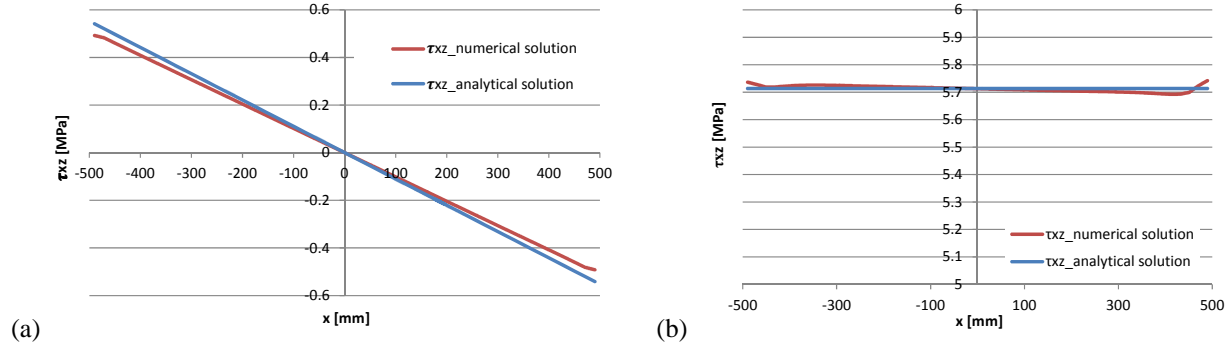 0.6
0.4
0.2
0
-0.2
-0.4
-0.6
-500 -400 -300 -200 -100 0 100 200 300 400 500
τxz [MPa]
x [mm]
τxz_numerical solution
τxz_analytical solution
(a)
6
5.9
5.8
5.7
5.6
5.5
5.4
5.3
5.2
5.1
5
-500 -300 -100 100 300 500
τxz [MPa]
x [mm]
τxz_numerical solution
τxz_analytical solution
(b)